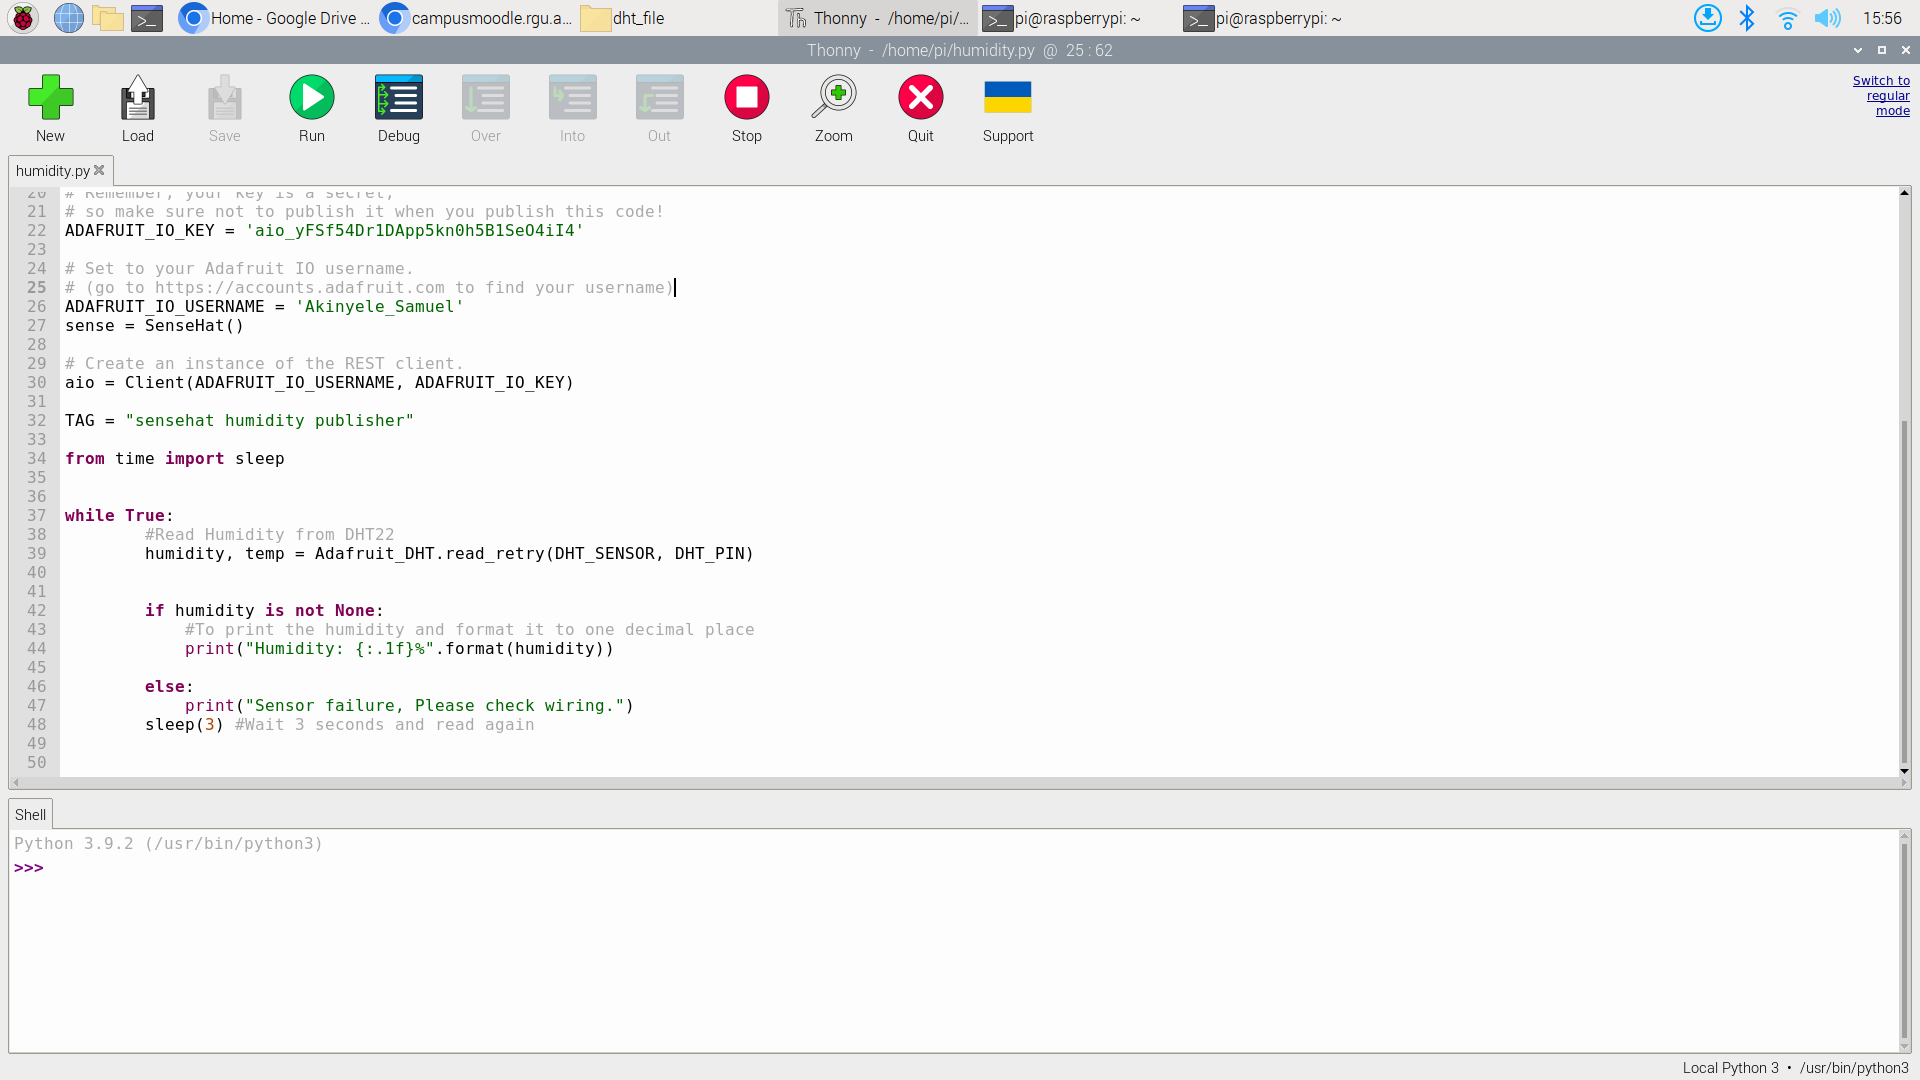 Home - Google Drive ...
campusmoodle.rgu.a...
dht_file
Thonny  -  /home/pi/...
pi@raspberrypi: ~
pi@raspberrypi: ~
15:56
Thonny  -  /home/pi/humidity.py  @  25 : 62
New
Load
Save
Run
Debug
Over
Into
Out
Stop
Zoom
Quit
Support
Switch to
regular
mode
humidity.py
20 # Remember, your key is a secret,
21 # so make sure not to publish it when you publish this code!
22 ADAFRUIT_IO_KEY = 'aio_yFSf54Dr1DApp5kn0h5B1SeO4iI4'
23
24 # Set to your Adafruit IO username.
25 # (go to https://accounts.adafruit.com to find your username)
26 ADAFRUIT_IO_USERNAME = 'Akinyele_Samuel'
27 sense = SenseHat()
28
29 # Create an instance of the REST client.
30 aio = Client(ADAFRUIT_IO_USERNAME, ADAFRUIT_IO_KEY)
31
32 TAG = "sensehat humidity publisher"
33
34 from time import sleep
35
36
37 while True:
38         #Read Humidity from DHT22
39         humidity, temp = Adafruit_DHT.read_retry(DHT_SENSOR, DHT_PIN)
40
41
42         if humidity is not None:
43             #To print the humidity and format it to one decimal place
44             print("Humidity: {:.1f}%".format(humidity))
45
46         else:
47             print("Sensor failure, Please check wiring.")
48         sleep(3) #Wait 3 seconds and read again
49
50
Shell
Python 3.9.2 (/usr/bin/python3)
>>>
Local Python 3  •  /usr/bin/python3